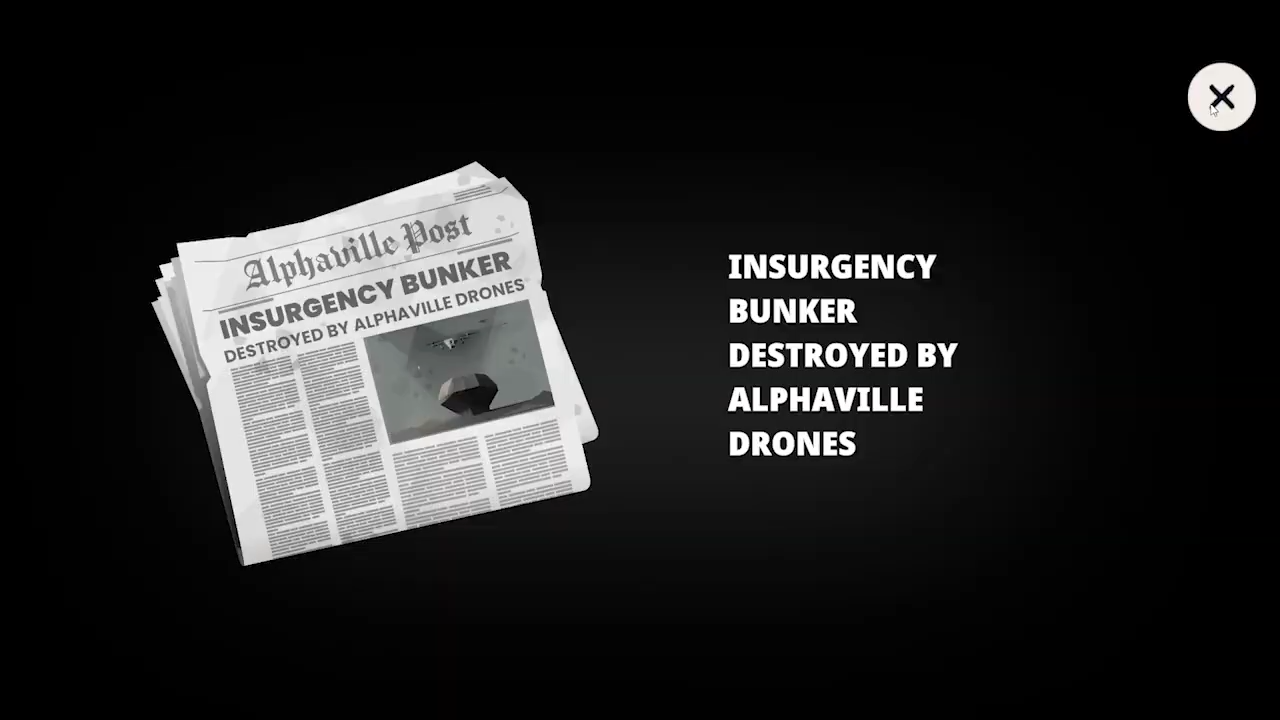 Alphaville Post
INSURGENCY BUNKER
DESTROYED BY ALPHAVILLE DRONES
INSURGENCY
BUNKER
DESTROYED BY
ALPHAVILLE
DRONES